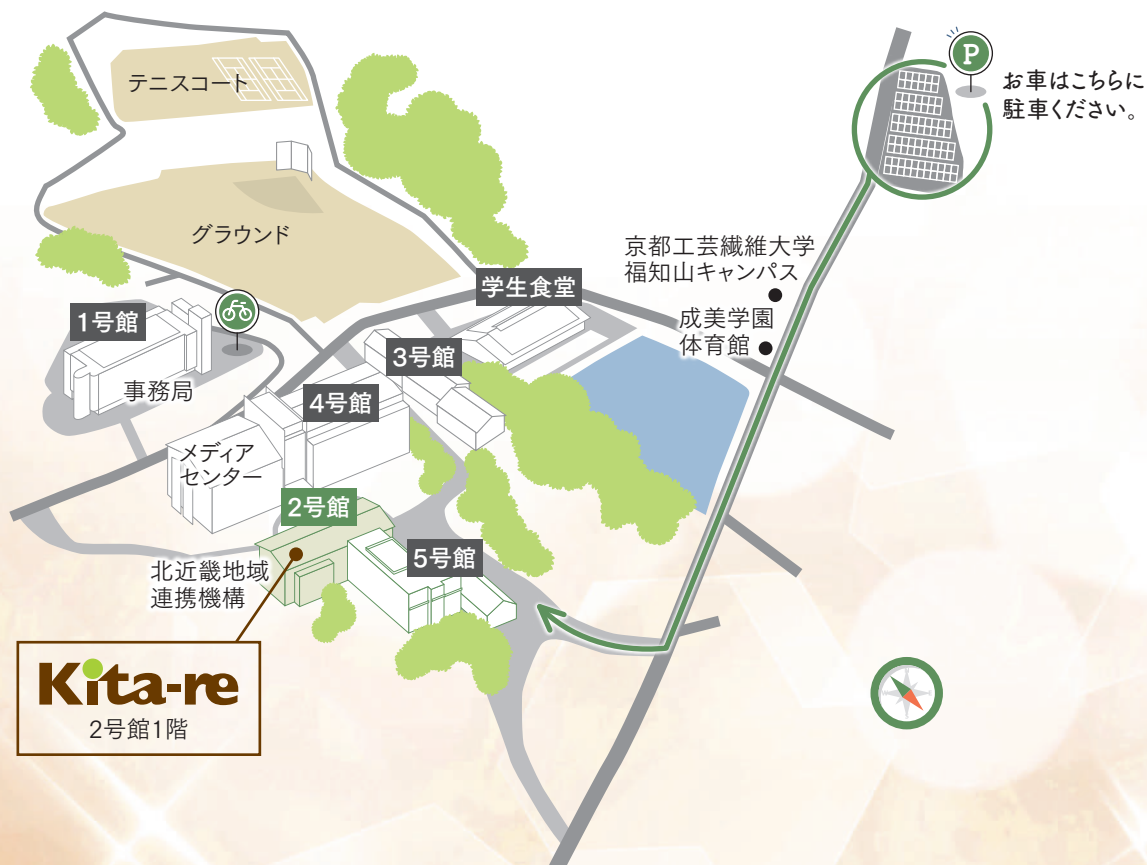 テニスコート
P
お車はこちらに
駐車ください。
グラウンド
京都工芸繊維大学
福知山キャンパス
学生食堂
成美学園
体育館
1号館
3号館
事務局
4号館
メディア
センター
2号館
5号館
北近畿地域
連携機構
Kita-re
2号館1階